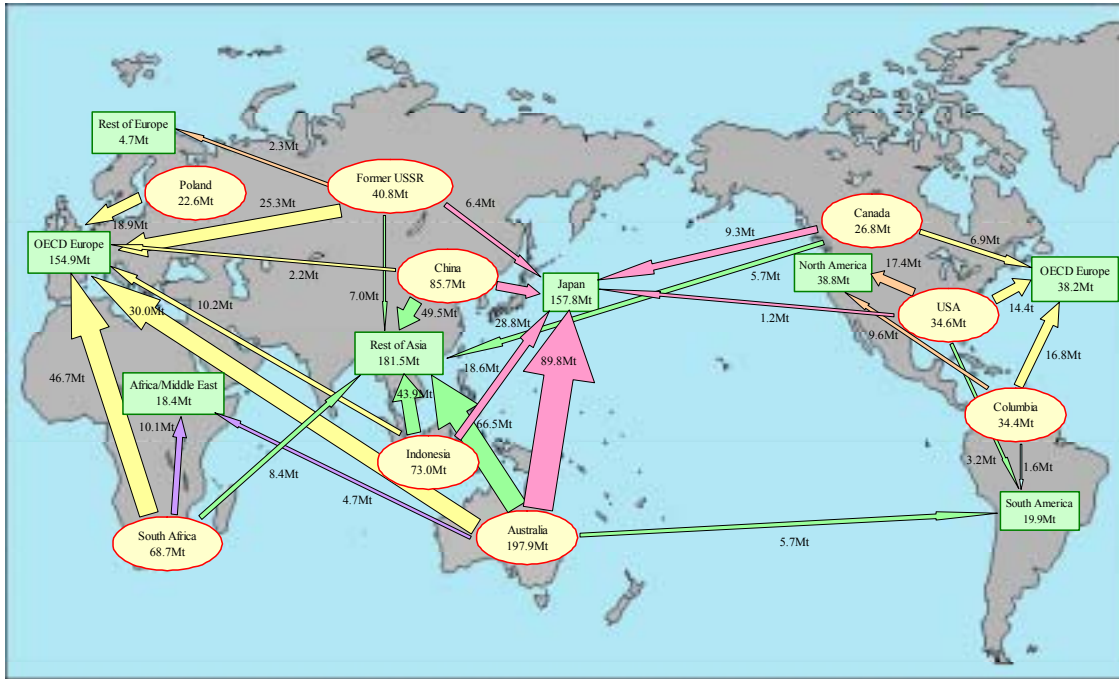 Rest of Europe
4.7Mt
2.3Mt
Poland
22.6Mt
Former USSR
40.8Mt
25.3Mt
6.4Mt
18.9Mt
OECD Europe
154.9Mt
Canada
26.8Mt
9.3Mt
6.9Mt
2.2Mt
China
85.7Mt
Japan
157.8Mt
5.7Mt
North America
38.8Mt
17.4Mt
OECD Europe
38.2Mt
10.2Mt
7.0Mt
30.0Mt
49.5Mt
28.8Mt
1.2Mt
USA
34.6Mt
14.4t
Rest of Asia
181.5Mt
18.6Mt
89.8Mt
9.6Mt
16.8Mt
46.7Mt
Africa/Middle East
18.4Mt
43.9Mt
10.1Mt
66.5Mt
Columbia
34.4Mt
Indonesia
73.0Mt
8.4Mt
4.7Mt
3.2Mt
1.6Mt
South America
19.9Mt
South Africa
68.7Mt
Australia
197.9Mt
5.7Mt